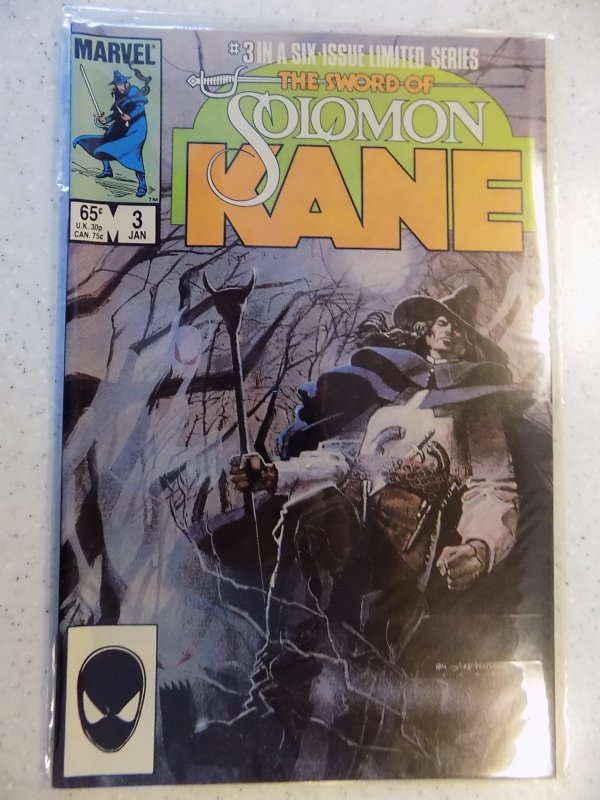 MARVEL
#3 IN A SIX-ISSUE LIMITED SERIES
THE SWORD OF
SOLOMON
KANE
TM
65¢
U.K. 30p
CAN. 75¢
3
JAN